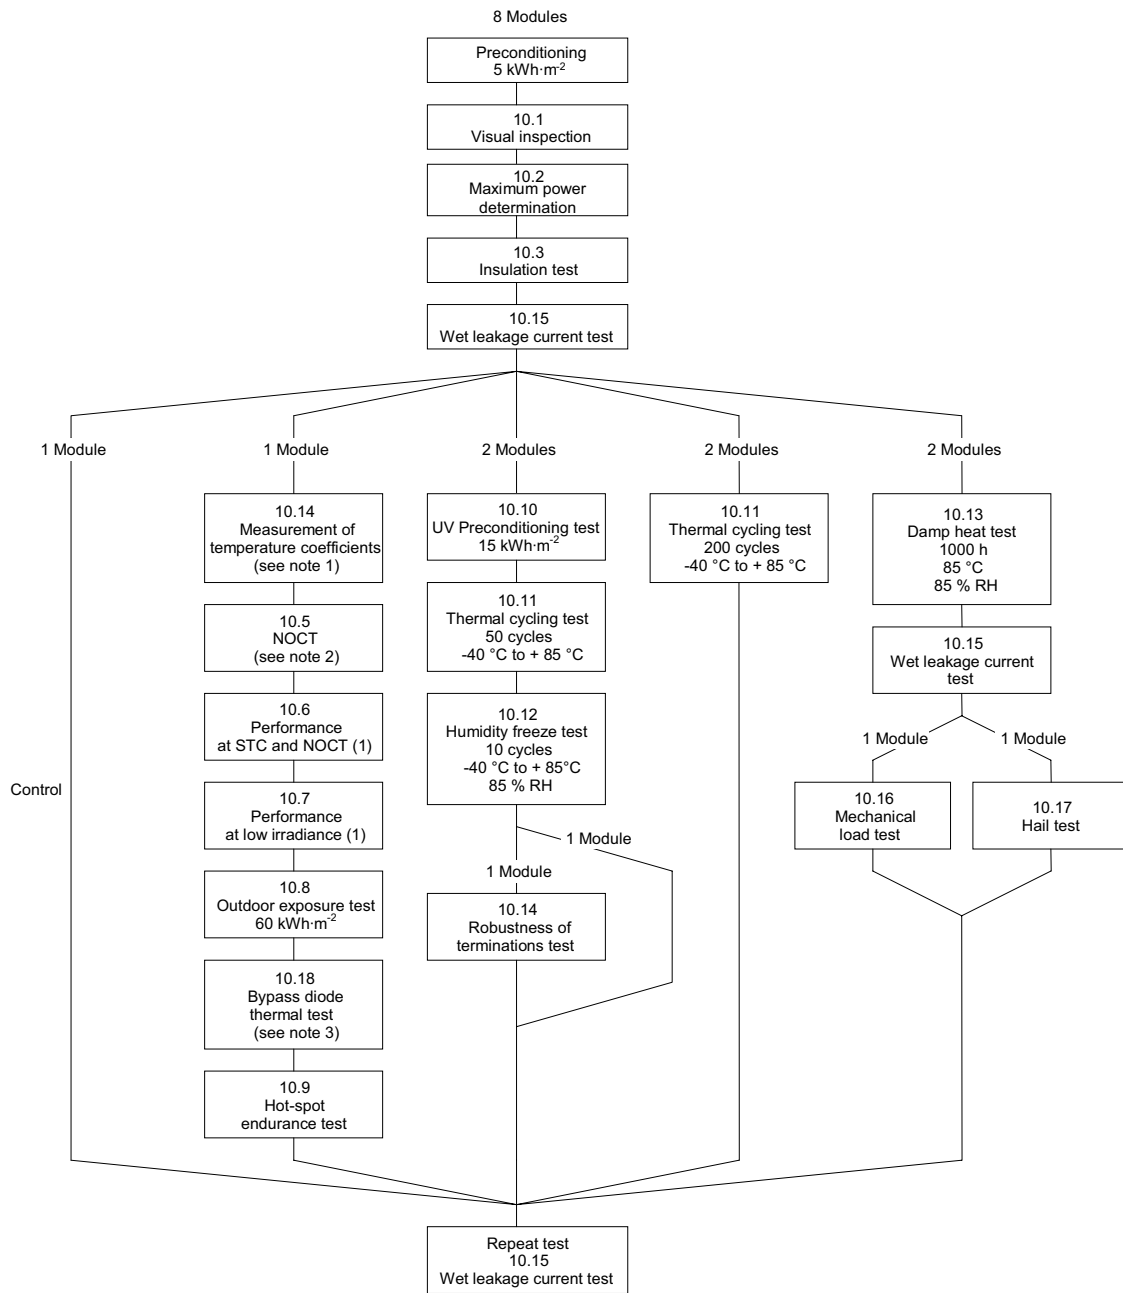 8 Modules
Preconditioning
5 kWh·m-2
10.1
Visual inspection
10.2
Maximum power
determination
10.3
Insulation test
10.15
Wet leakage current test
1 Module
1 Module
2 Modules
2 Modules
2 Modules
Control
10.14
Measurement of
temperature coefficients
(see note 1)
10.5
NOCT
(see note 2)
10.6
Performance
at STC and NOCT (1)
10.7
Performance
at low irradiance (1)
10.8
Outdoor exposure test
60 kWh·m-2
10.18
Bypass diode
thermal test
(see note 3)
10.9
Hot-spot
endurance test
10.10
UV Preconditioning test
15 kWh·m-2
10.11
Thermal cycling test
50 cycles
-40 °C to + 85 °C
10.12
Humidity freeze test
10 cycles
-40 °C to + 85°C
85 % RH
1 Module
1 Module
10.14
Robustness of
terminations test
10.11
Thermal cycling test
200 cycles
-40 °C to + 85 °C
10.13
Damp heat test
1000 h
85 °C
85 % RH
10.15
Wet leakage current
test
1 Module
1 Module
10.16
Mechanical
load test
10.17
Hail test
Repeat test
10.15
Wet leakage current test